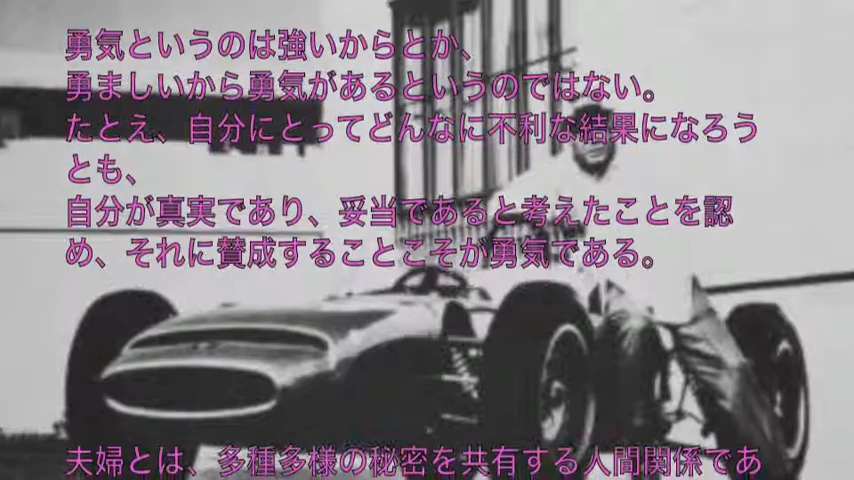 勇気というのは強いからとか、
勇ましいから勇気があるというのではない。
たとえ、自分にとってどんなに不利な結果になろう
とも、
自分が真実であり、妥当であると考えたことを認
め、それに賛成することこそが勇気である。
夫婦とは、多種多様の秘密を共有する人間関係であ